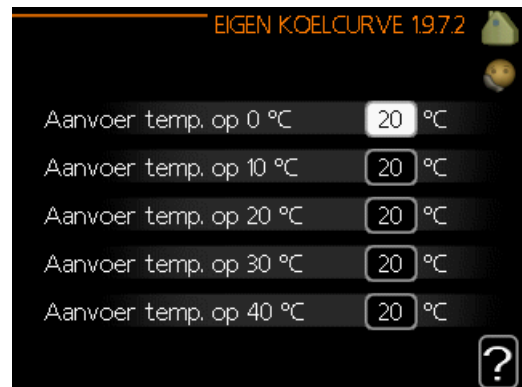 EIGEN KOELCURVE 1.9.7.2
Aanvoer temp. op 0 °C 20 °C
Aanvoer temp. op 10 °C 20 °C
Aanvoer temp. op 20 °C 20 °C
Aanvoer temp. op 30 °C 20 °C
Aanvoer temp. op 40 °C 20 °C
?